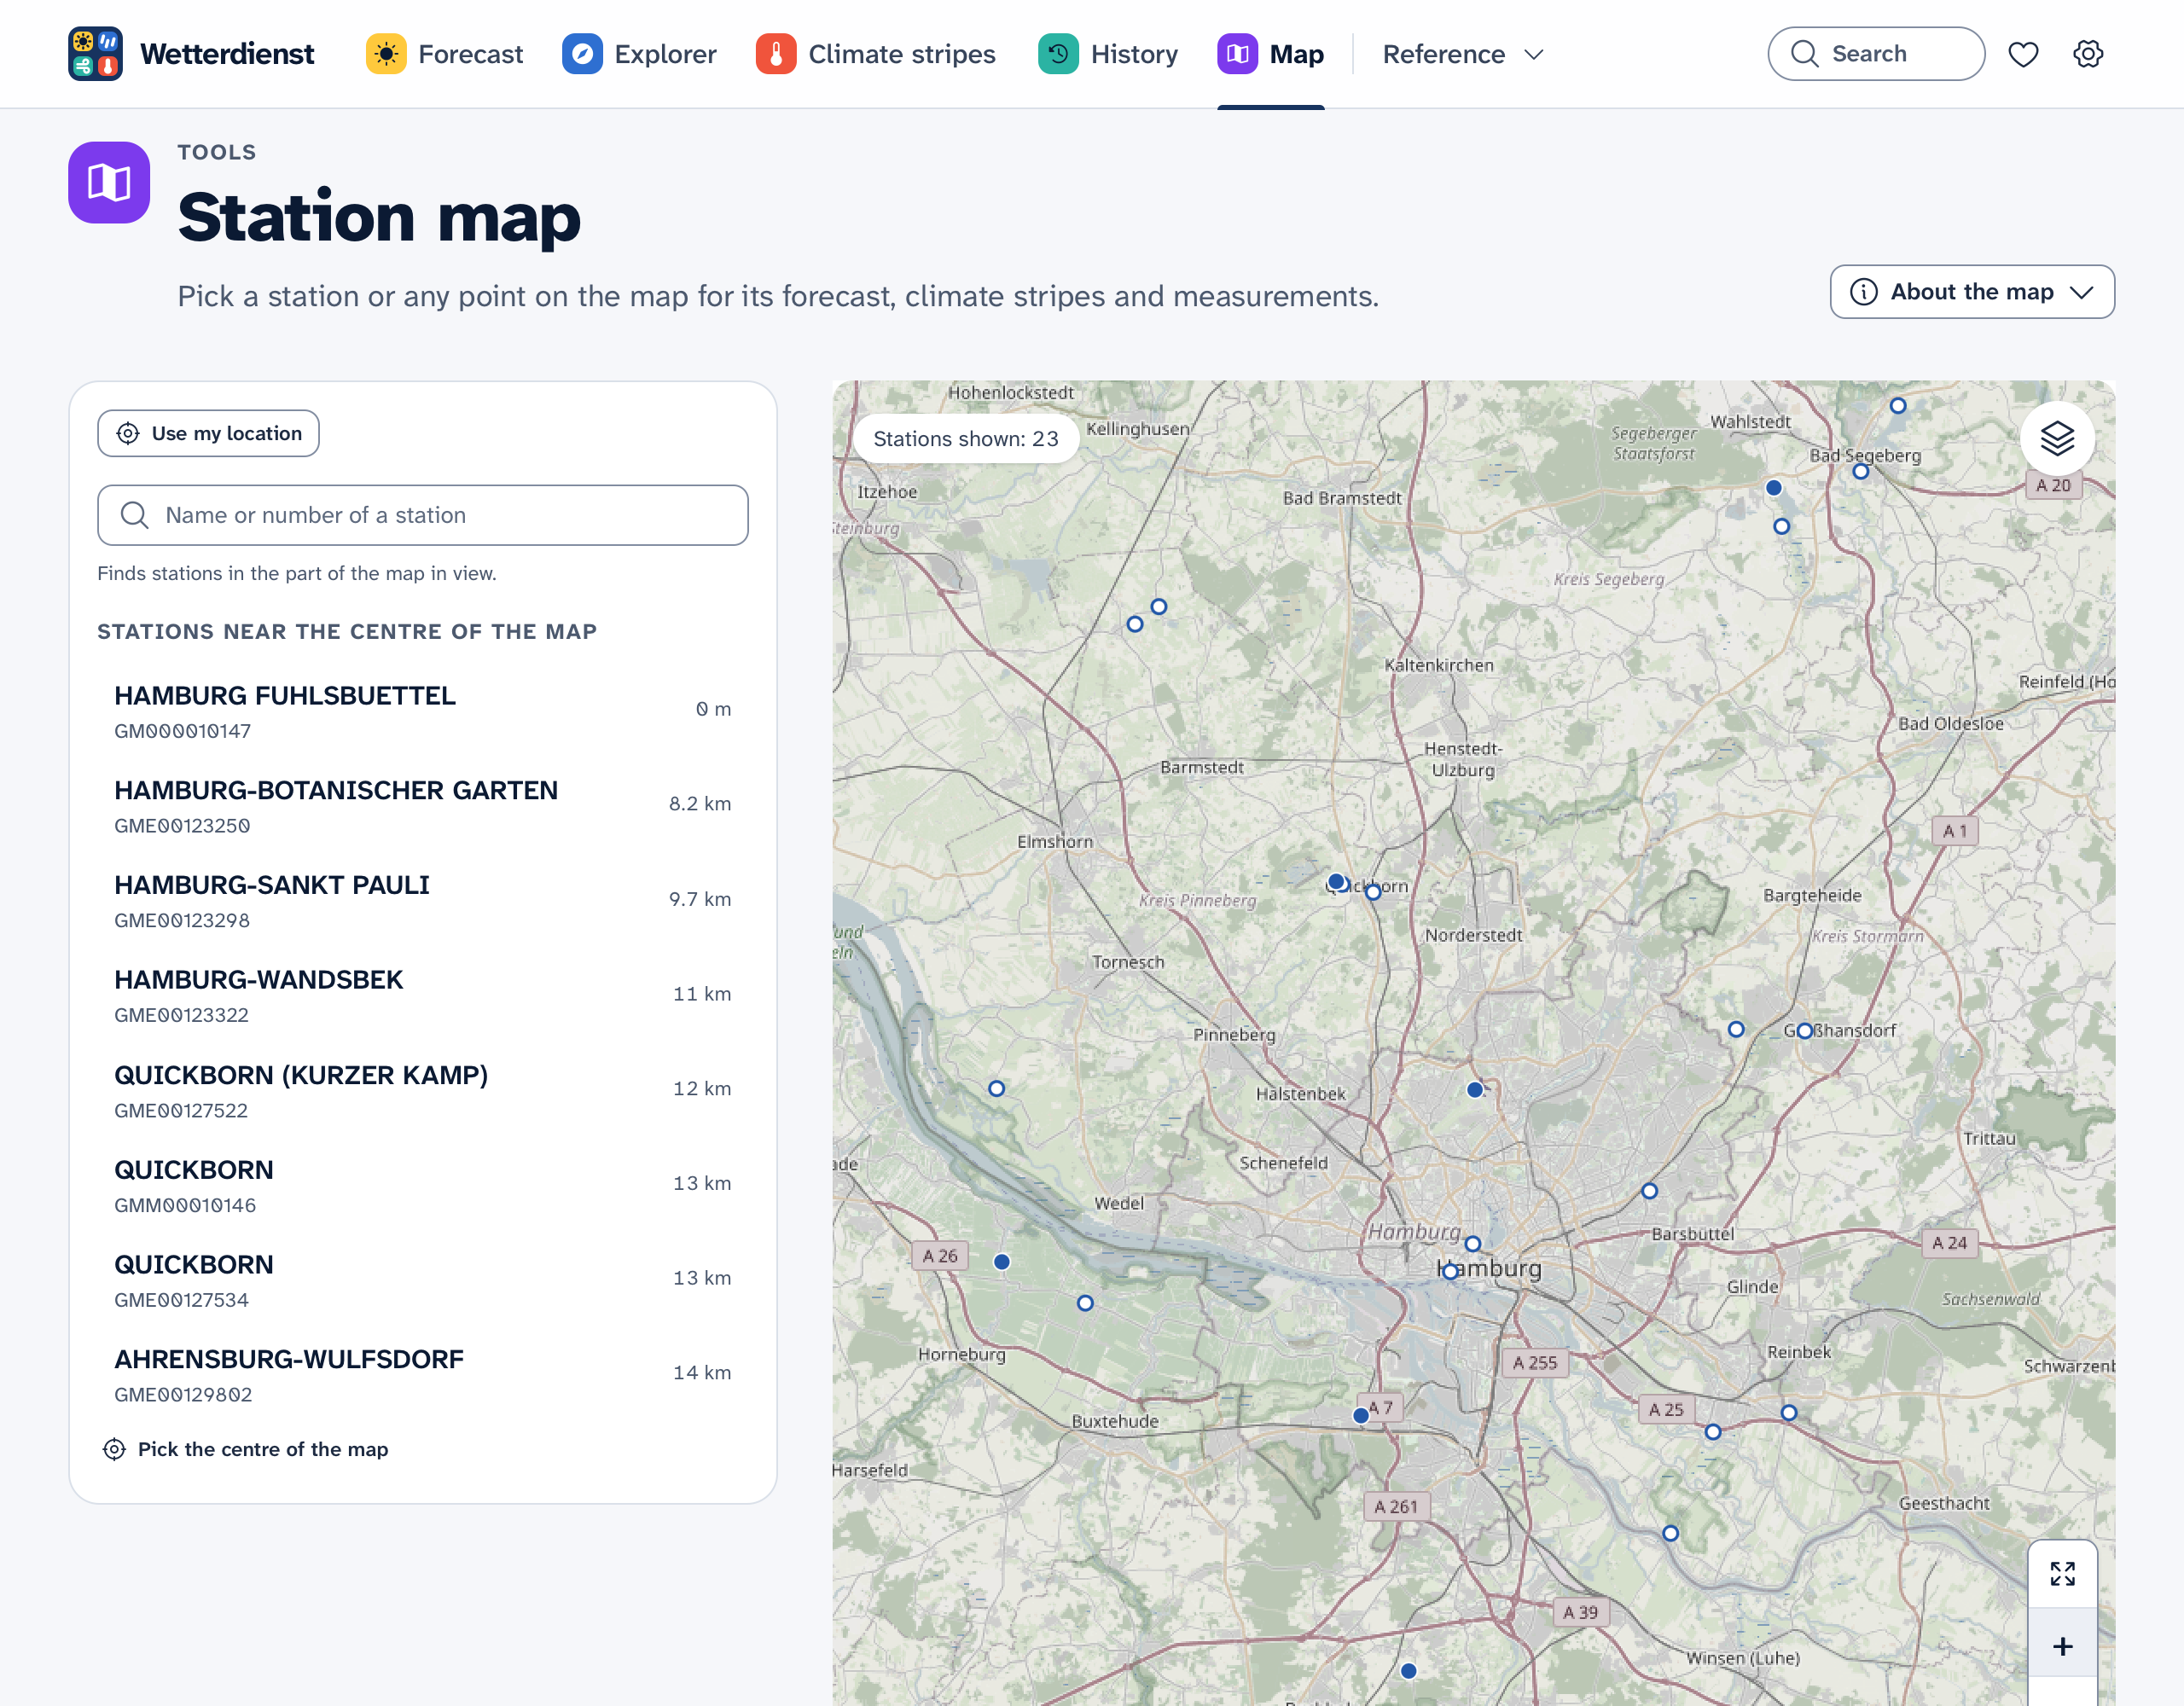 Wetterdienst
Forecast
Explorer
Climate stripes
History
Map
Reference
Search
TOOLS
Station map
Pick a station or any point on the map for its forecast, climate stripes and measurements.
About the map
Use my location
Name or number of a station
Finds stations in the part of the map in view.
STATIONS NEAR THE CENTRE OF THE MAP
HAMBURG FUHLSBUETTEL
GM000010147
0 m
HAMBURG-BOTANISCHER GARTEN
GME00123250
8.2 km
HAMBURG-SANKT PAULI
GME00123298
9.7 km
HAMBURG-WANDSBEK
GME00123322
11 km
QUICKBORN (KURZER KAMP)
GME00127522
12 km
QUICKBORN
GMM00010146
13 km
QUICKBORN
GME00127534
13 km
AHRENSBURG-WULFSDORF
GME00129802
14 km
Pick the centre of the map
Stations shown: 23
Hohenlockstedt
Kellinghusen
Wahlstedt
Segeberger
Staatsforst
Bad Segeberg
A 20
Itzehoe
Bad Bramstedt
Steinburg
Kreis Segeberg
Kaltenkirchen
Reinfeld (Ho
Bad Oldesloe
Henstedt-
Ulzburg
Barmstedt
A 1
Elmshorn
Bargteheide
Kreis Pinneberg
Norderstedt
Kreis Stormarn
und
eln
Tornesch
Pinneberg
Halstenbek
Trittau
ade
Schenefeld
Wedel
Hamburg
Barsbüttel
A 24
A 26
Hamburg
Glinde
Sachsenwald
Horneburg
Reinbek
A 255
Schwarzenb
A 7
A 25
Buxtehude
Harsefeld
A 261
Geesthacht
A 39
Winsen (Luhe)
+